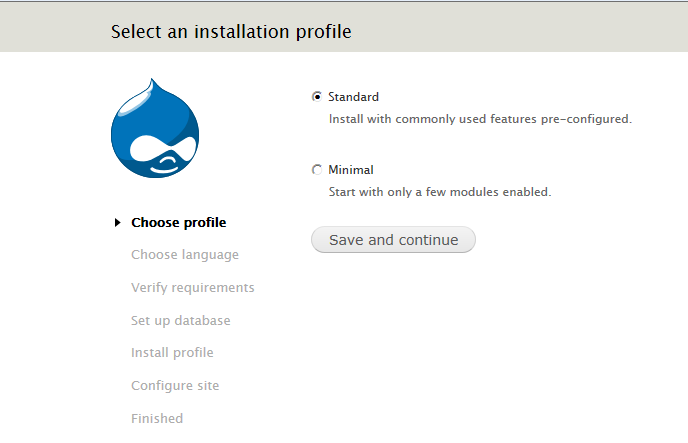 Select an installation profile
Standard
Install with commonly used features pre-configured.
Minimal
Start with only a few modules enabled.
Save and continue
Choose profile
Choose language
Verify requirements
Set up database
Install profile
Configure site
Finished